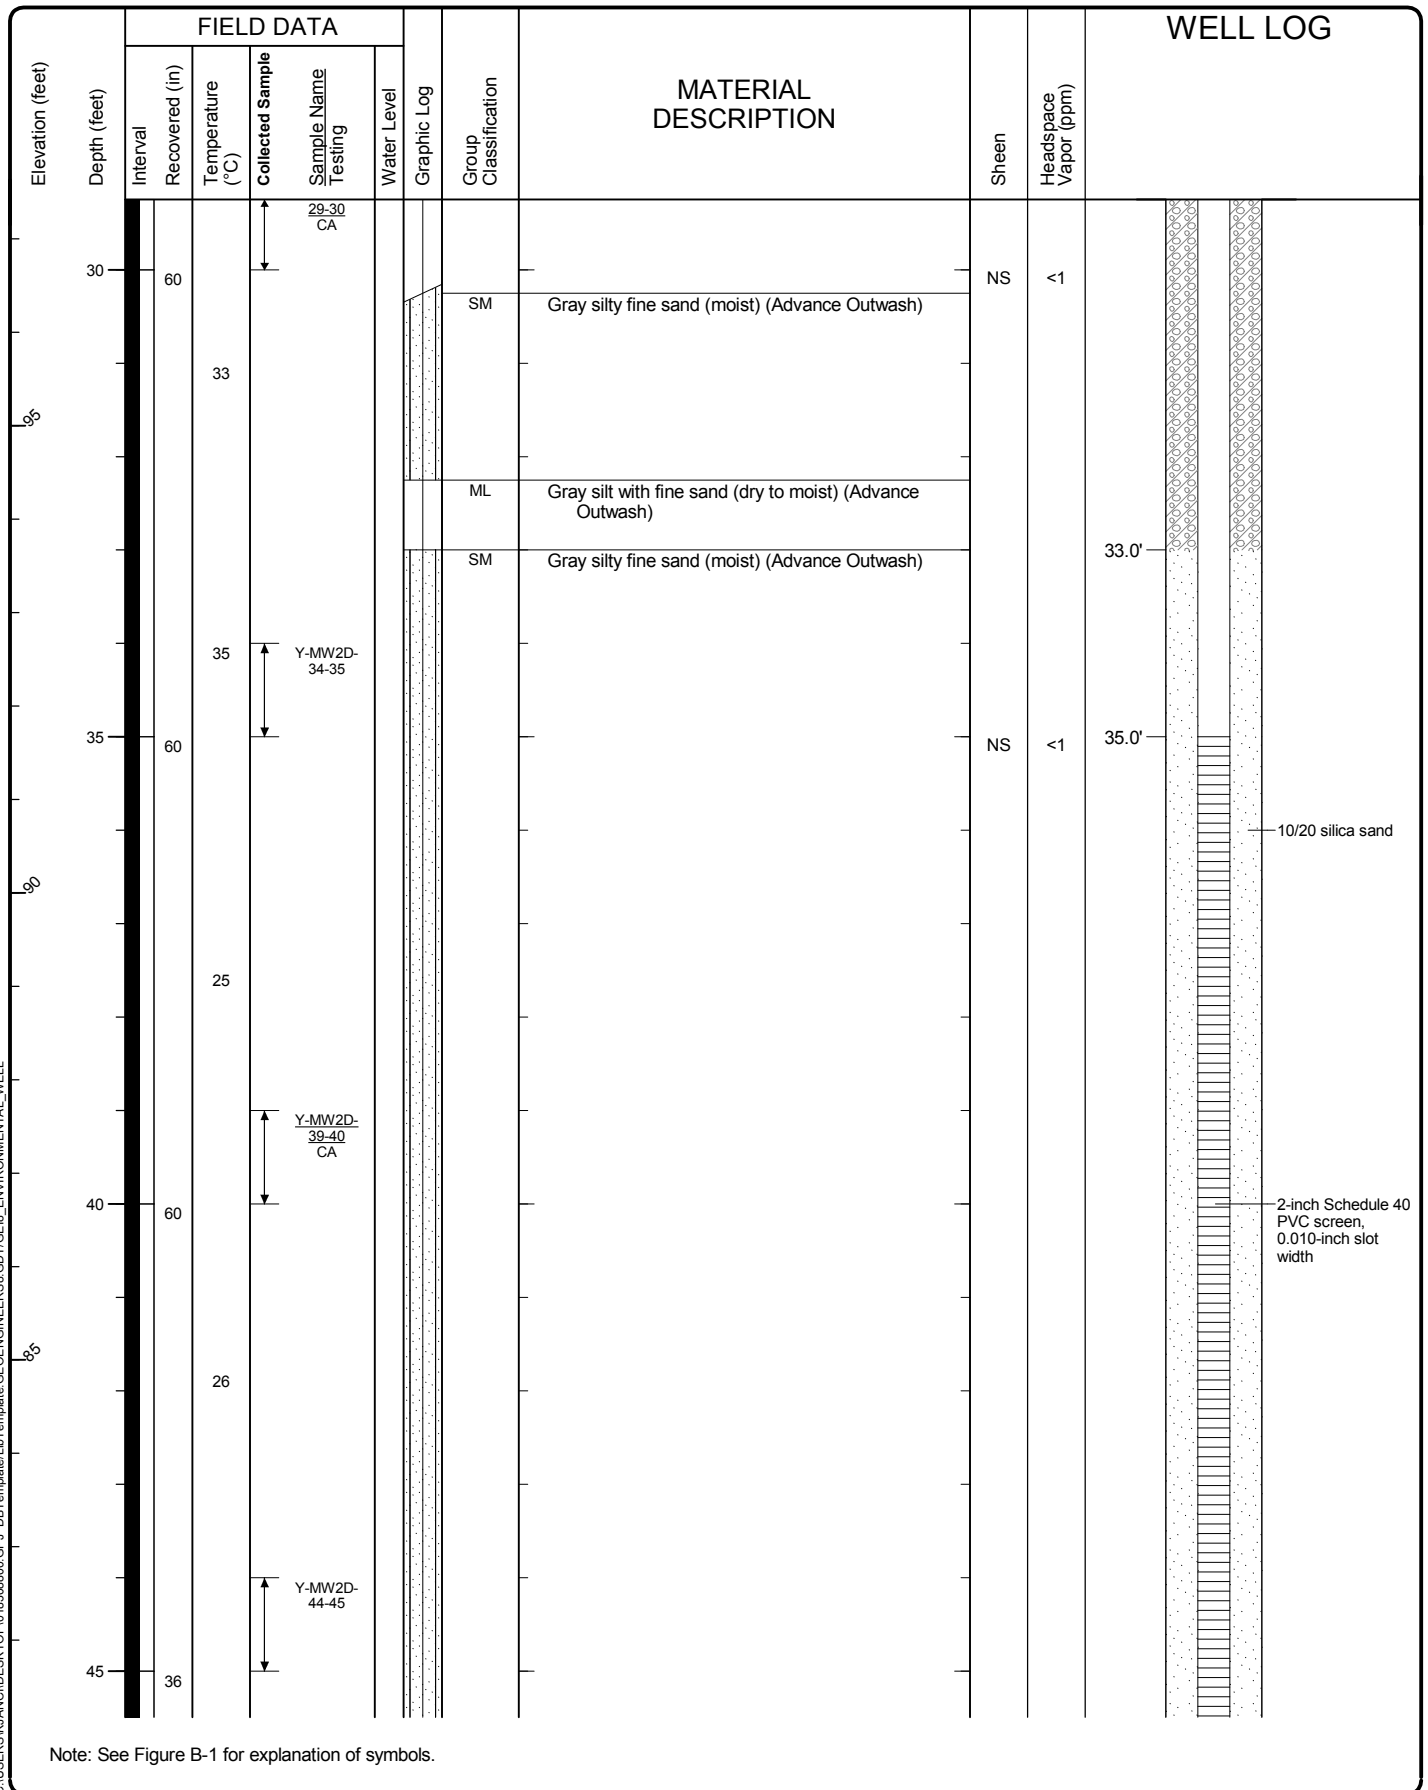 FIELD DATA
WELL LOG
Elevation (feet)
Depth (feet)
Interval
Recovered (in)
Temperature
(°C)
Collected Sample
Sample Name
Testing
Water Level
Graphic Log
Group
Classification
MATERIAL
DESCRIPTION
Sheen
Headspace
Vapor (ppm)
29-30
CA
30
60
NS
<1
SM
Gray silty fine sand (moist) (Advance Outwash)
33
95
ML
Gray silt with fine sand (dry to moist) (Advance
Outwash)
SM
Gray silty fine sand (moist) (Advance Outwash)
33.0'
35
Y-MW2D-
34-35
35
60
NS
<1
35.0'
10/20 silica sand
90
25
Y-MW2D-
39-40
CA
40
60
2-inch Schedule 40
PVC screen,
0.010-inch slot
width
85
26
Y-MW2D-
44-45
45
36
Note: See Figure B-1 for explanation of symbols.